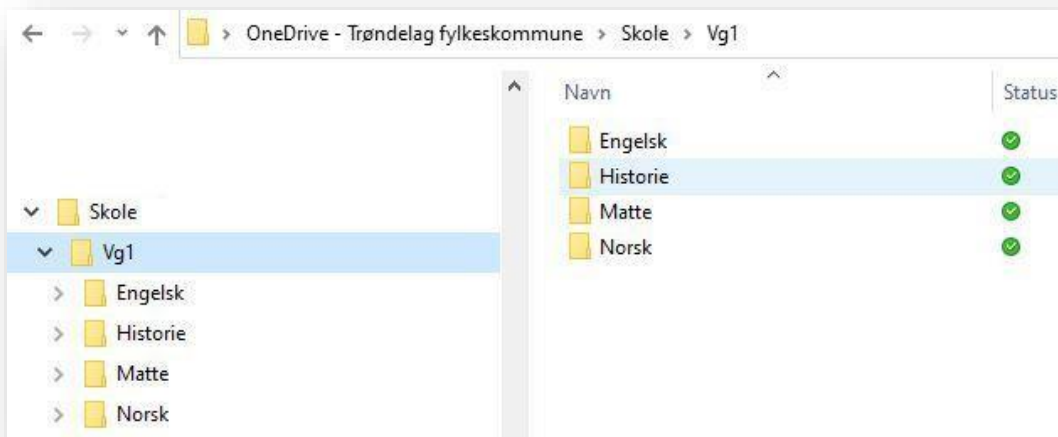 OneDrive - Trøndelag fylkeskommune > Skole > Vg1
Skole
Vg1
Engelsk
Historie
Matte
Norsk
Navn Status
Engelsk
Historie
Matte
Norsk